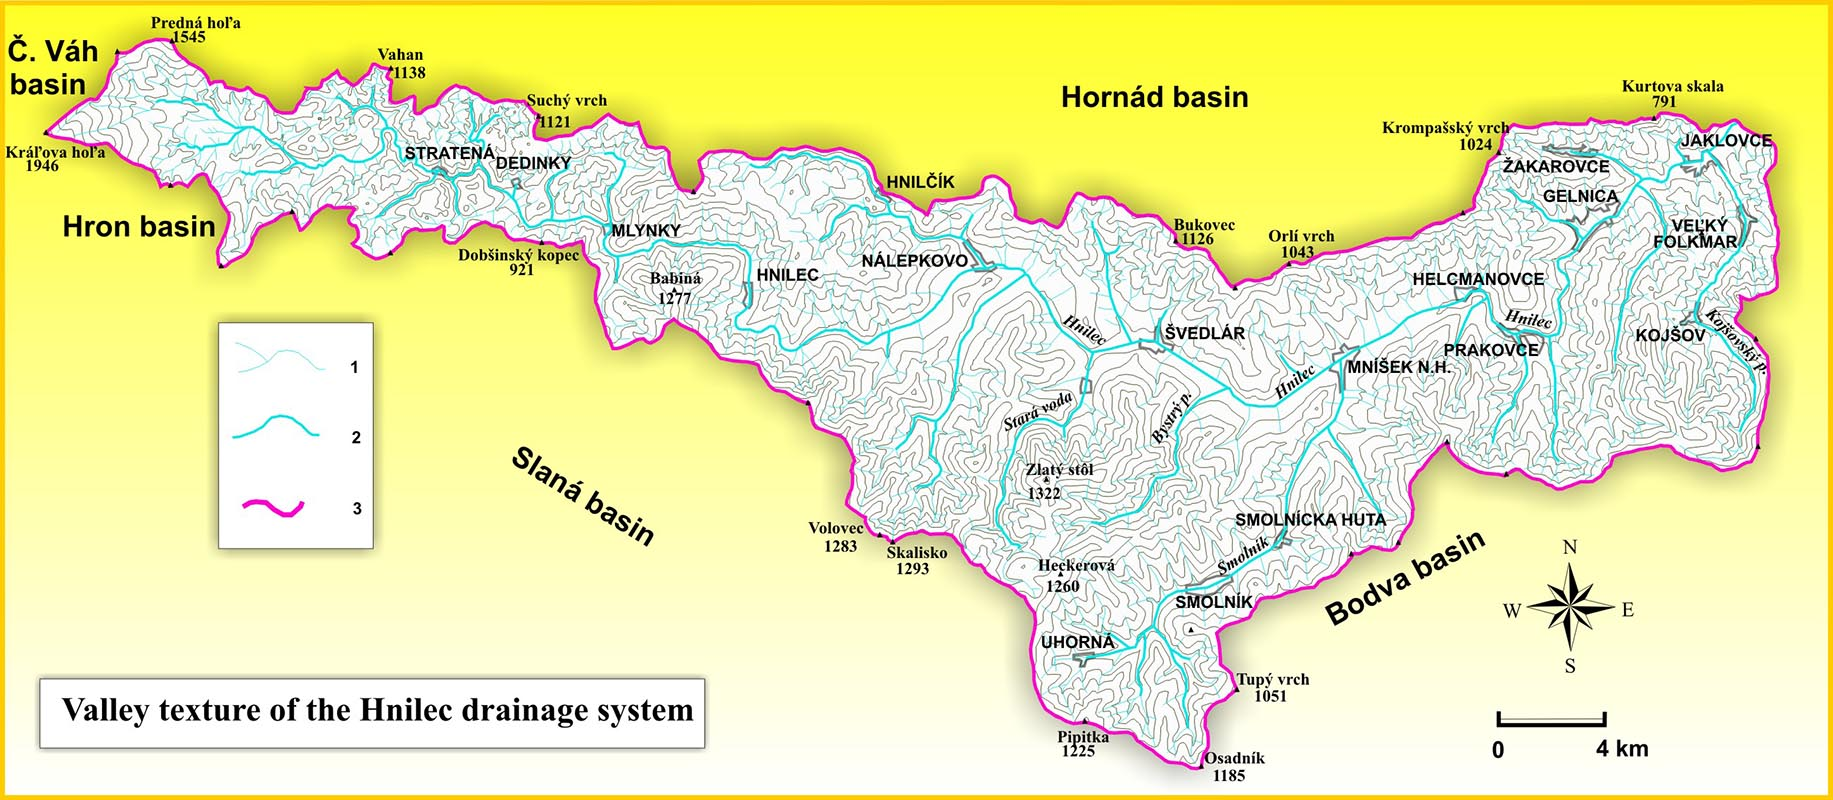 Predná hoľa
1545
Č. Váh
basin
Vahan
1138
Suchý vrch
1121
Hornád basin
Kurtova skala
791
Krompašský vrch
1024
JAKLOVCE
Kráľova hoľa
1946
STRATENÁ
DEDINKY
ŽAKAROVCE
HNILČÍK
GELNICA
Hron basin
MLYNKY
Bukovec
1126
Orlí vrch
1043
VEĽKÝ
FOLKMAR
Dobšinský kopec
921
NÁLEPKOVO
Babiná
1277
HNILEC
HELCMANOVCE
Hnilec
ŠVEDLÁR
Hnilec
KOJŠOV
Kojšovský p.
PRAKOVCE
MNÍŠEK N.H.
Hnilec
1
2
3
Stará voda
Bystrý p.
Zlatý stôl
1322
Slaná basin
Volovec
1283
Skalisko
1293
SMOLNÍCKA HUTA
Smolník
Bodva basin
Heckerová
1260
SMOLNÍK
UHORNÁ
N
W
E
S
Tupý vrch
1051
Valley texture of the Hnilec drainage system
Pipitka
1225
Osadník
1185
0
4 km